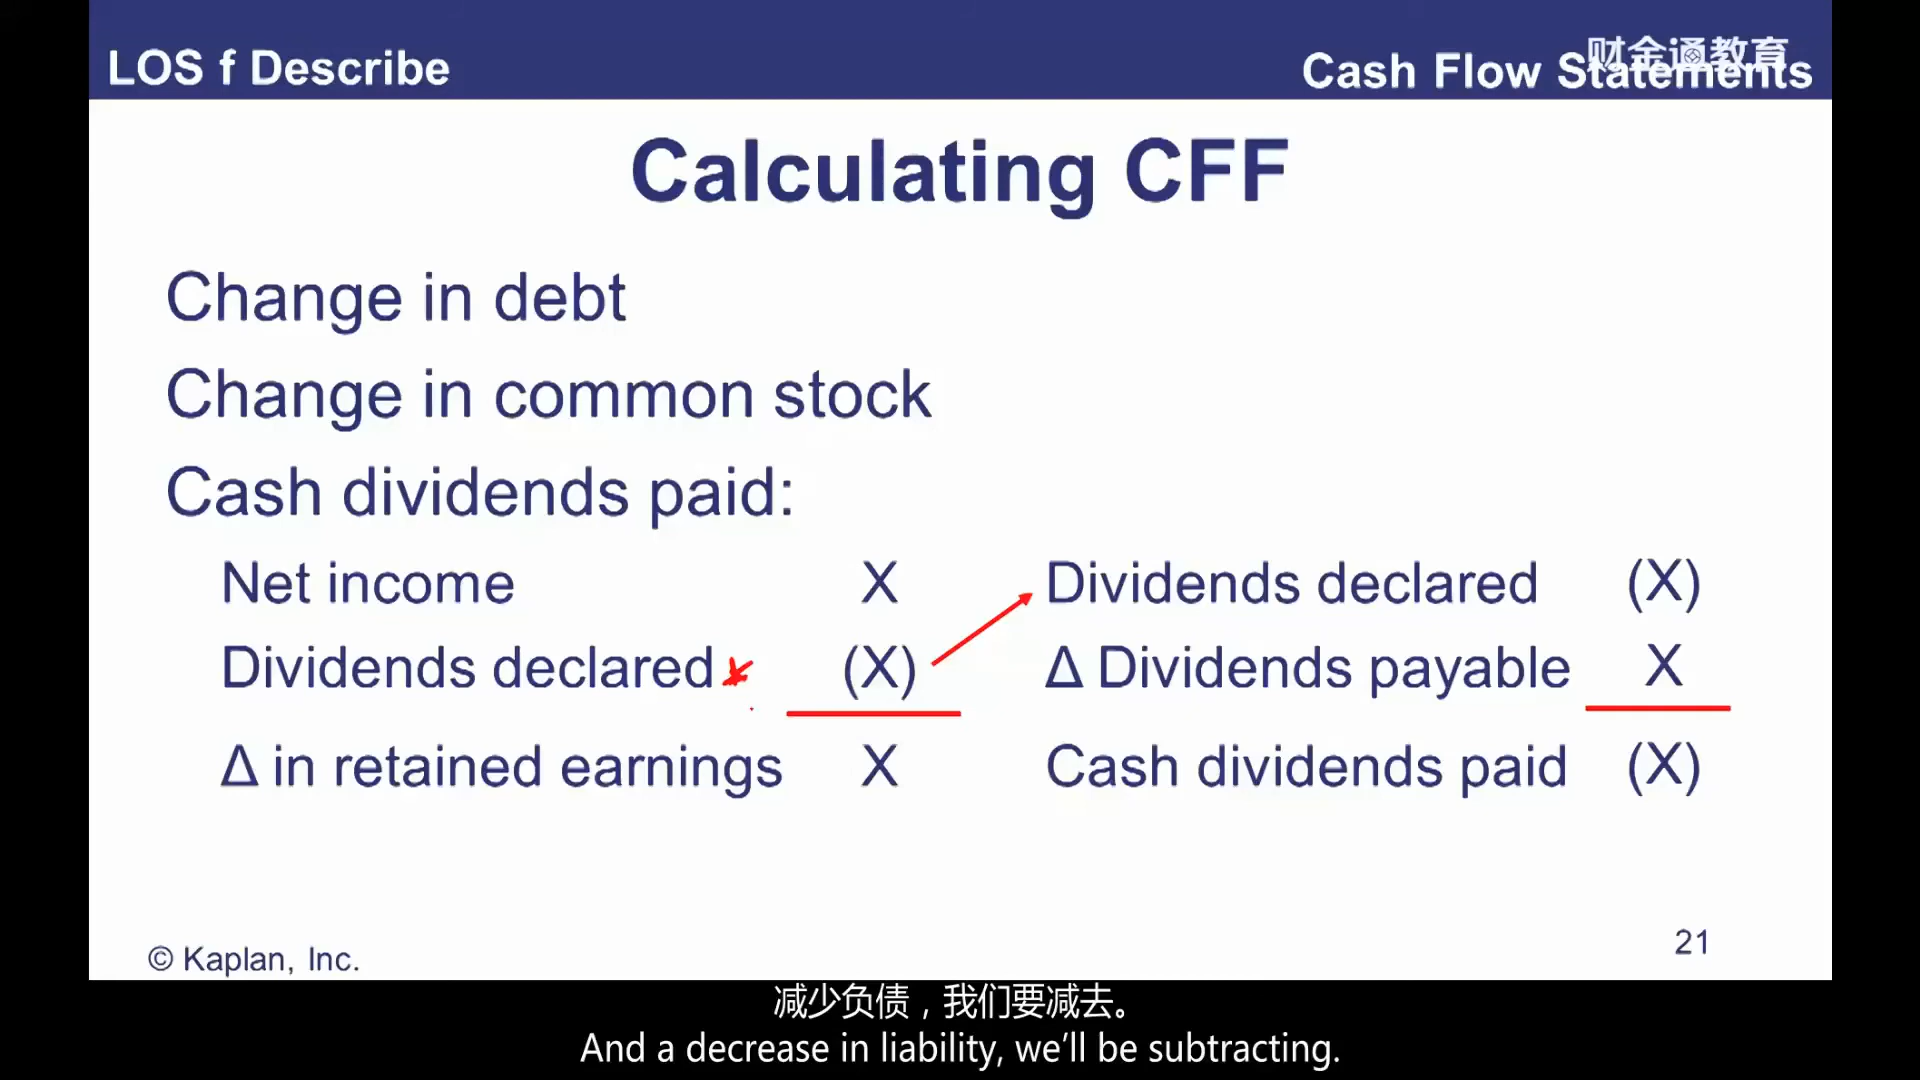 LOS f Describe
Cash Flow Statements
财金通教育
Calculating CFF
Change in debt
Change in common stock
Cash dividends paid:
Net income X
Dividends declared (X)
Δ in retained earnings X
Dividends declared (X)
Δ Dividends payable X
Cash dividends paid (X)
© Kaplan, Inc.
21
减少负债，我们要减去。
And a decrease in liability, we'll be subtracting.